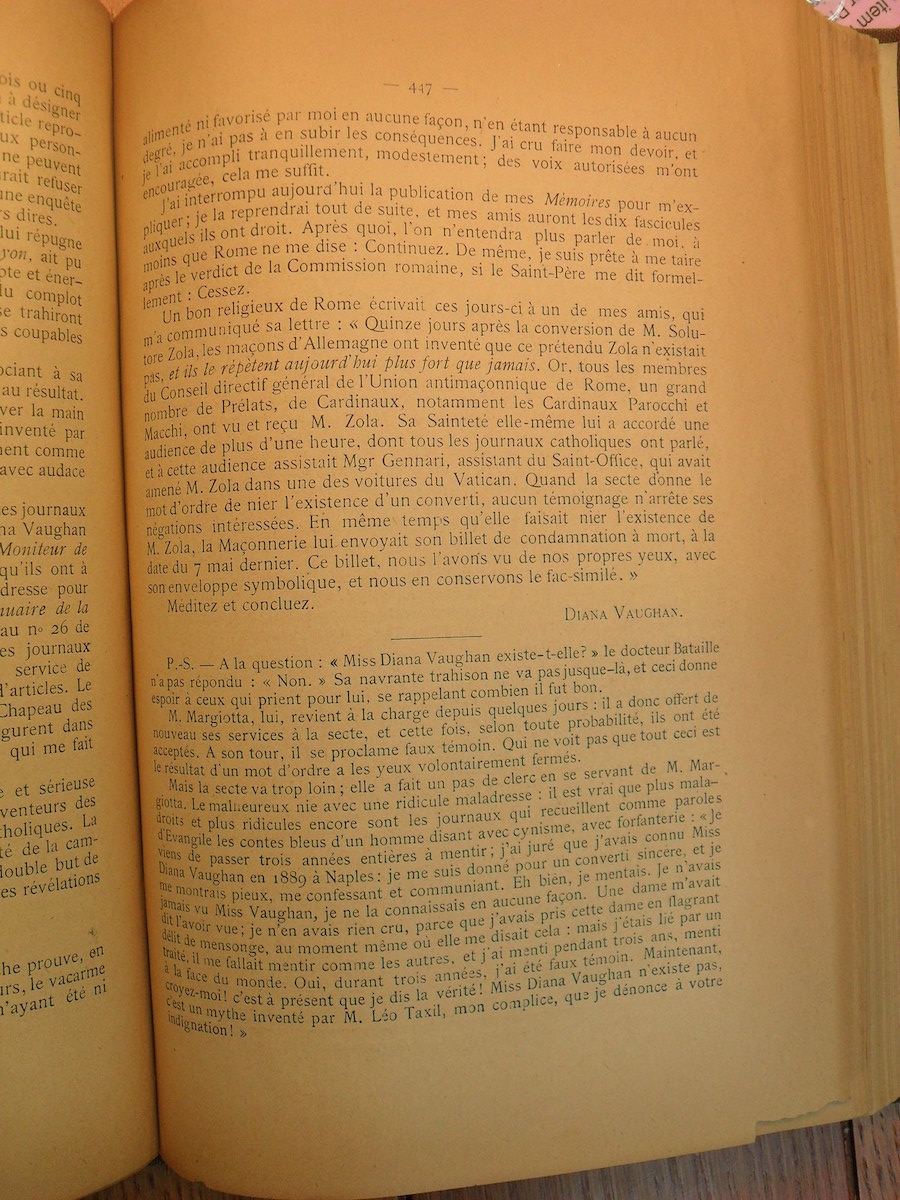 ois ou cinq
à désigner
ticle repro-
ux person-
ne peuvent
rait refuser
une enquête
rs dires.
lui répugne
yon, ait pu
pte et éner-
du complot
se trahiront
s coupables
ociant à sa
au résultat.
ver la main
inventé par
ment comme
avec audace
es journaux
na Vaughan
Moniteur de
qu'ils ont à
dresse pour
nuaire de la
au nº 26 de
es journaux
service de
l'articles. Le
Chapeau des
gurent dans
qui me fait
e et sérieuse
venteurs des
tholiques. La
té de la cam-
double but de
es révélations
he prouve, en
rs, le vacarme
n'ayant été ni
— 447 —
alimenté ni favorisé par moi en aucune façon, n'en étant responsable à aucun
degré, je n'ai pas à en subir les conséquences. J'ai cru faire mon devoir, et
je l'ai accompli tranquillement, modestement ; des voix autorisées m'ont
encouragée, cela me suffit.
J'ai interrompu aujourd'hui la publication de mes Mémoires pour m'ex-
pliquer ; je la reprendrai tout de suite, et mes amis auront les dix fascicules
auxquels ils ont droit. Après quoi, l'on n'entendra plus parler de moi, à
moins que Rome ne me dise : Continuez. De même, je suis prête à me taire
après le verdict de la Commission romaine, si le Saint-Père me dit formel-
lement : Cessez.
Un bon religieux de Rome écrivait ces jours-ci à un de mes amis, qui
m'a communiqué sa lettre : « Quinze jours après la conversion de M. Solu-
tore Zola, les maçons d'Allemagne ont inventé que ce prétendu Zola n'existait
pas, et ils le répètent aujourd'hui plus fort que jamais. Or, tous les membres
du Conseil directif général de l'Union antimaçonnique de Rome, un grand
nombre de Prélats, de Cardinaux, notamment les Cardinaux Parocchi et
Macchi, ont vu et reçu M. Zola. Sa Sainteté elle-même lui a accordé une
audience de plus d'une heure, dont tous les journaux catholiques ont parlé,
et à cette audience assistait Mgr Gennari, assistant du Saint-Office, qui avait
amené M. Zola dans une des voitures du Vatican. Quand la secte donne le
mot d'ordre de nier l'existence d'un converti, aucun témoignage n'arrête ses
négations intéressées. En même temps qu'elle faisait nier l'existence de
M. Zola, la Maçonnerie lui envoyait son billet de condamnation à mort, à la
date du 7 mai dernier. Ce billet, nous l'avons vu de nos propres yeux, avec
son enveloppe symbolique, et nous en conservons le fac-similé. »
Méditez et concluez.
DIANA VAUGHAN.
P.-S. — A la question : « Miss Diana Vaughan existe-t-elle? » le docteur Bataille
n'a pas répondu : « Non. » Sa navrante trahison ne va pas jusque-là, et ceci donne
espoir à ceux qui prient pour lui, se rappelant combien il fut bon.
M. Margiotta, lui, revient à la charge depuis quelques jours : il a donc offert de
nouveau ses services à la secte, et cette fois, selon toute probabilité, ils ont été
acceptés. A son tour, il se proclame faux témoin. Qui ne voit pas que tout ceci est
le résultat d'un mot d'ordre a les yeux volontairement fermés.
Mais la secte va trop loin ; elle a fait un pas de clerc en se servant de M. Mar-
giotta. Le malheureux nie avec une ridicule maladresse : il est vrai que plus mala-
droits et plus ridicules encore sont les journaux qui recueillent comme paroles
d'Evangile les contes bleus d'un homme disant avec cynisme, avec forfanterie : « Je
viens de passer trois années entières à mentir ; j'ai juré que j'avais connu Miss
Diana Vaughan en 1889 à Naples : je me suis donné pour un converti sincère, et je
me montrais pieux, me confessant et communiant. Eh bien, je mentais. Je n'avais
jamais vu Miss Vaughan, je ne la connaissais en aucune façon. Une dame m'avait
dit l'avoir vue ; je n'en avais rien cru, parce que j'avais pris cette dame en flagrant
délit de mensonge, au moment même où elle me disait cela : mais j'étais lié par un
traité, il me fallait mentir comme les autres, et j'ai menti pendant trois ans, menti
à la face du monde. Oui, durant trois années, j'ai été faux témoin. Maintenant,
croyez-moi ! c'est à présent que je dis la vérité ! Miss Diana Vaughan n'existe pas,
c'est un mythe inventé par M. Léo Taxil, mon complice, que je dénonce à votre
indignation ! »
item